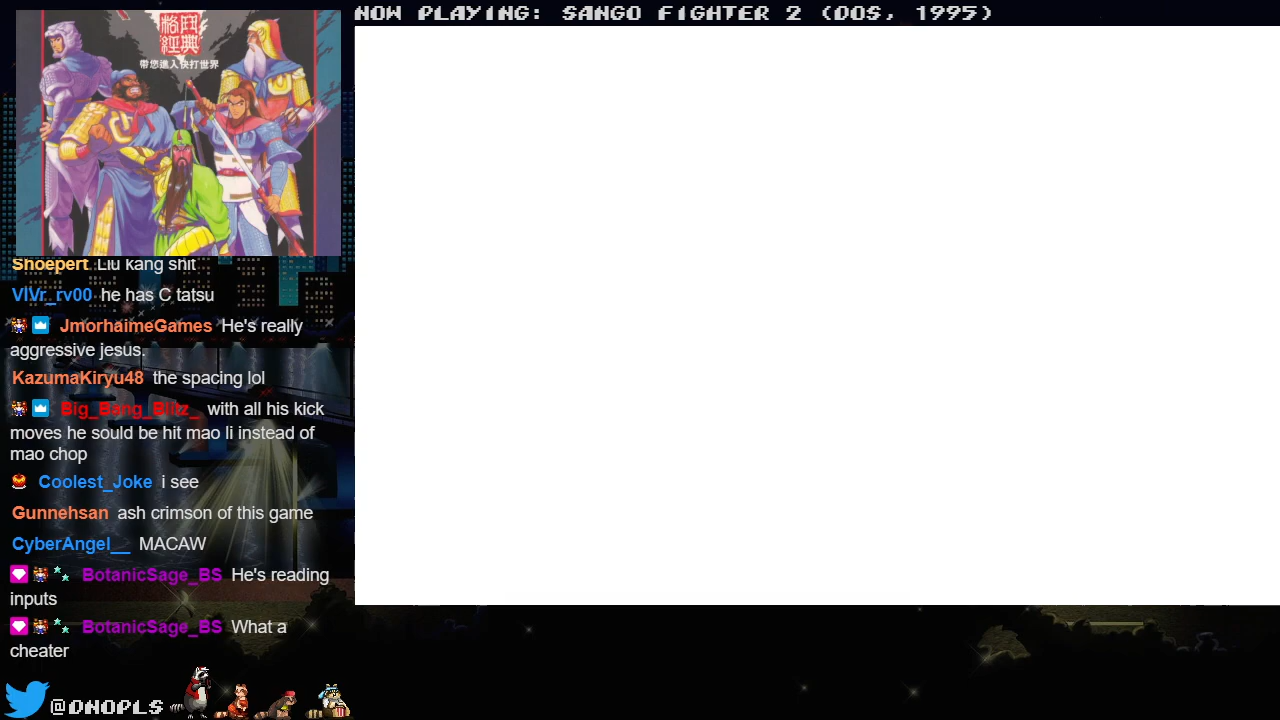 NOW PLAYING: SANGO FIGHTER 2 (DOS, 1995)
格鬥
經典
帶您進入快打世界
Shoepert Liu kang shit
VlVr_rv00 he has C tatsu
JmorhaimeGames He's really
aggressive jesus.
KazumaKiryu48 the spacing lol
Big_Bang_Blitz_ with all his kick
moves he sould be hit mao li instead of
mao chop
Coolest_Joke i see
Gunnehsan ash crimson of this game
CyberAngel__ MACAW
BotanicSage_BS He's reading
inputs
BotanicSage_BS What a
cheater
@OHOPLS